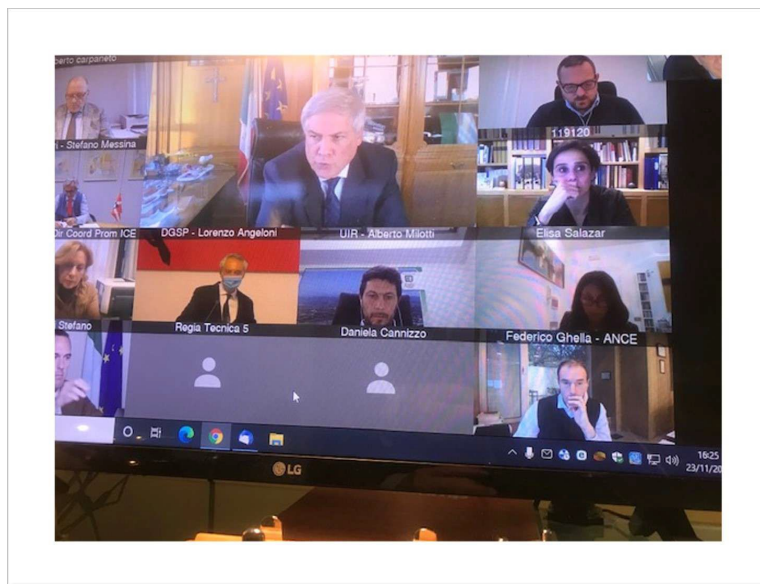 berto carpaneto
119120
i - Stefano Messina
Dir Coord Prom ICE
DGSP - Lorenzo Angeloni
UIR - Alberto Milotti
Elisa Salazar
Stefano
Regia Tecnica 5
Daniela Cannizzo
Federico Ghella - ANCE
LG
16:25
23/11/20